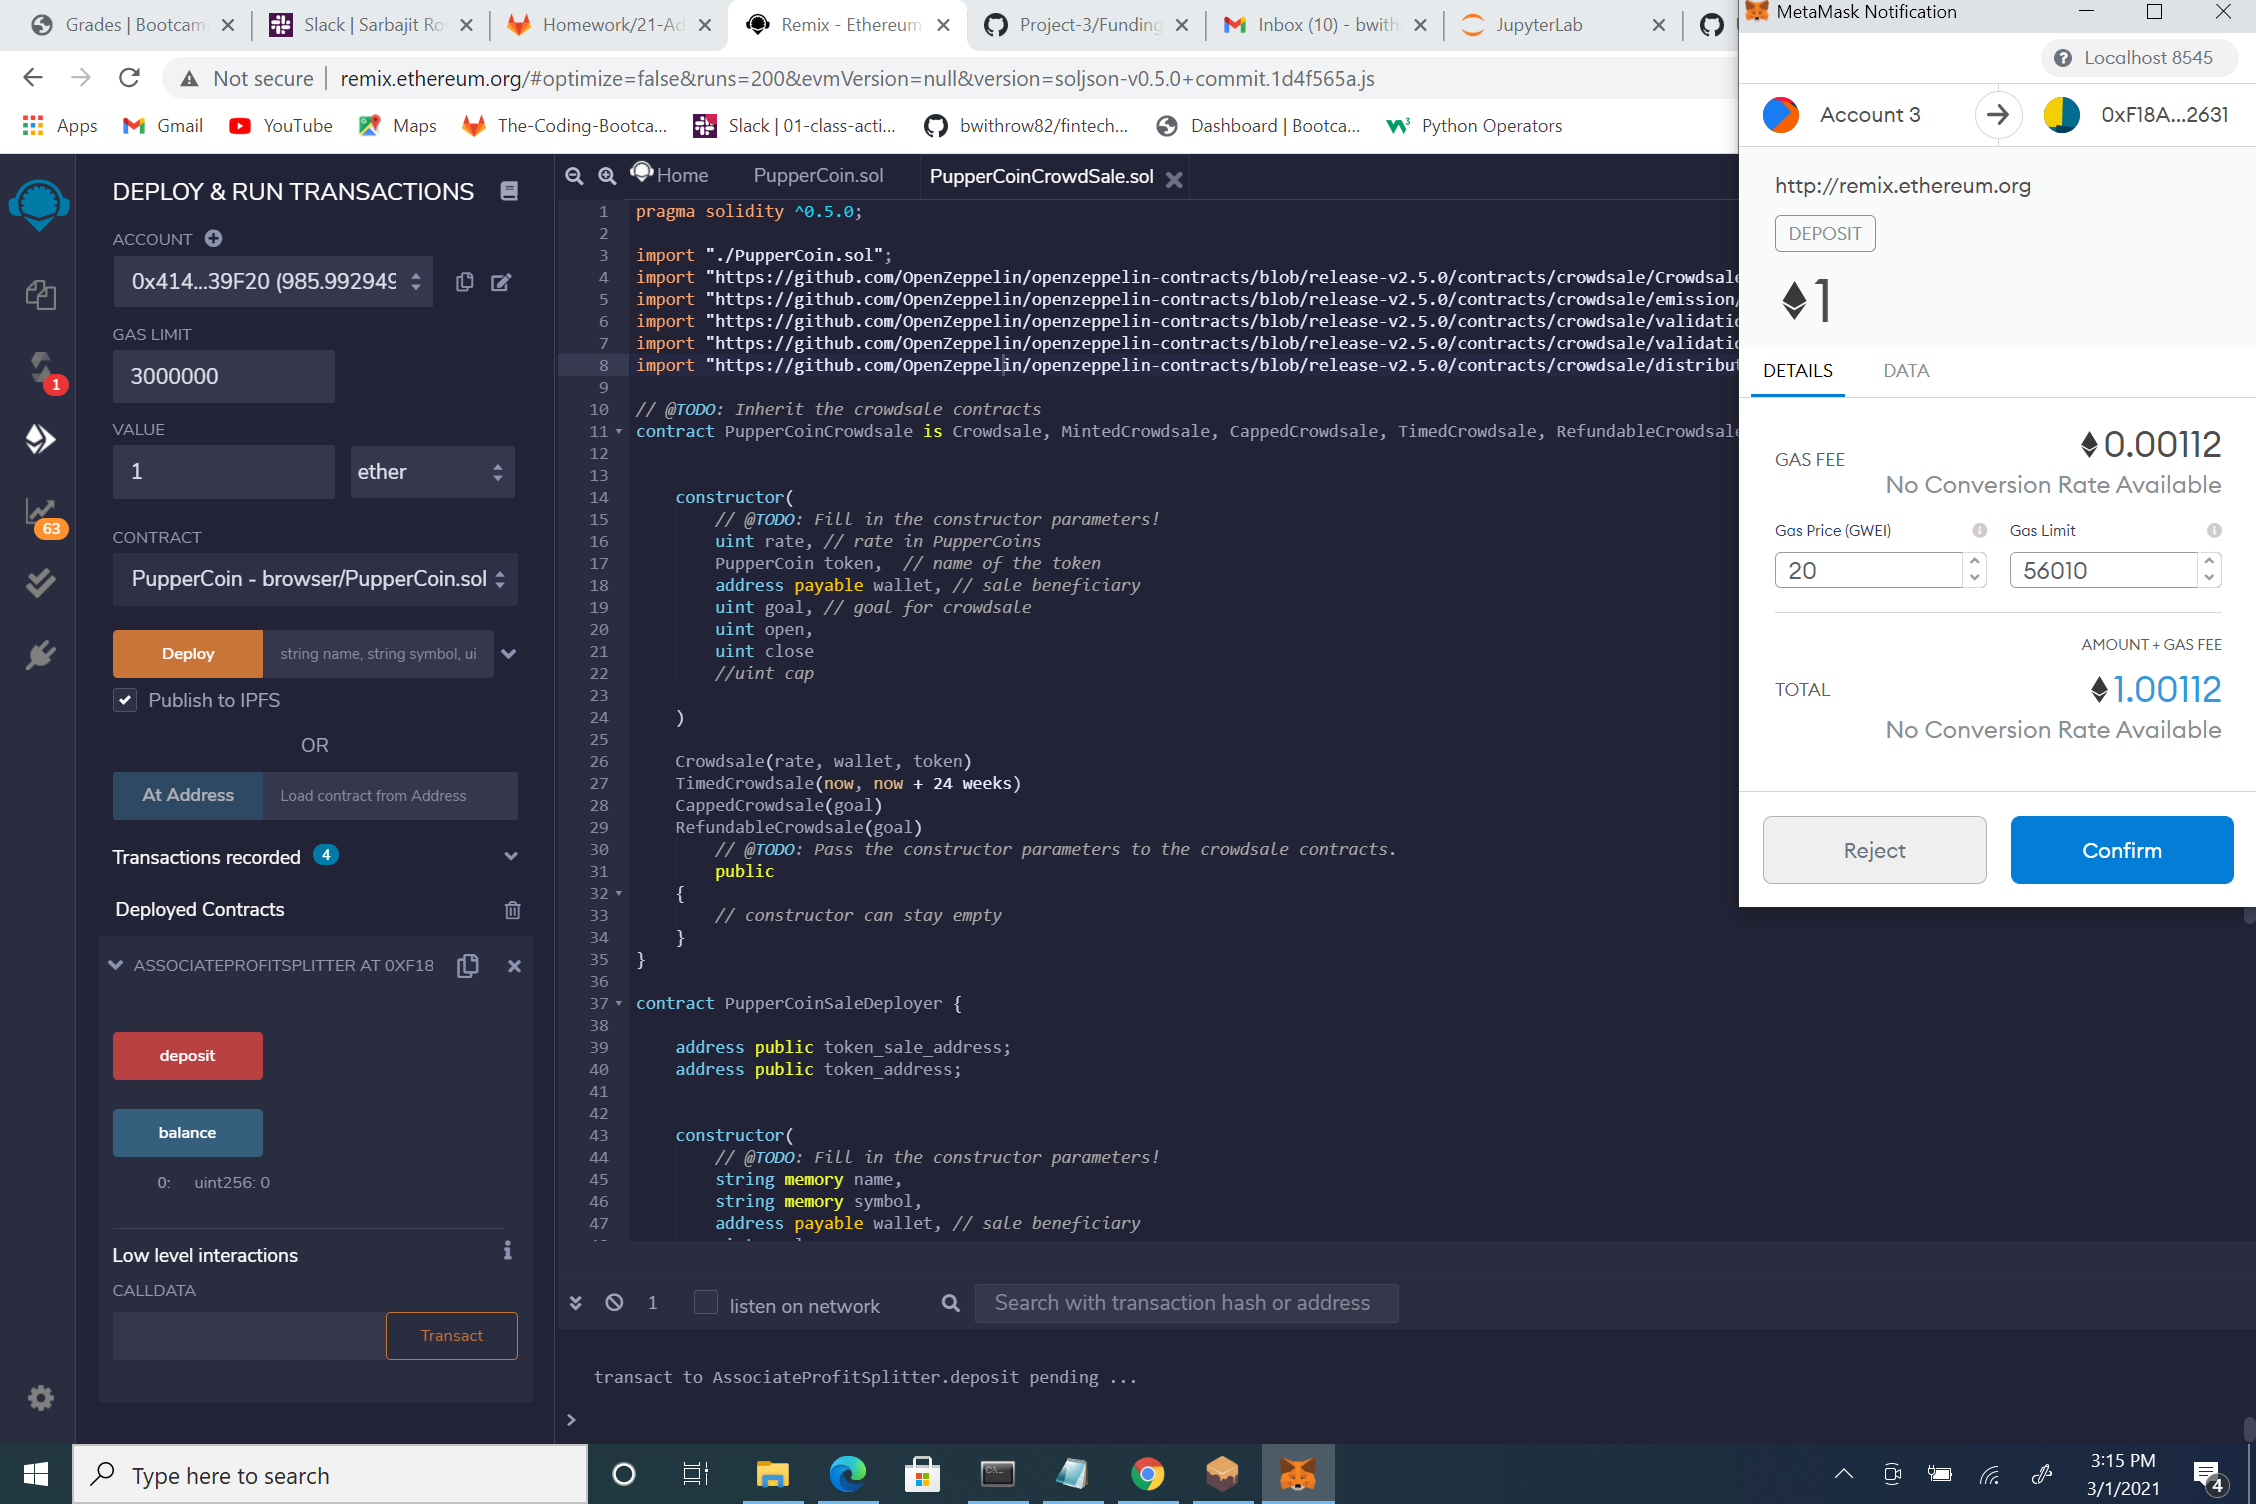 Grades | Bootcam
Slack | Sarbajit Ro
Homework/21-Ad
Remix - Ethereum
Project-3/Funding
Inbox (10) - bwith
JupyterLab
Not secure
remix.ethereum.org/#optimize=false&runs=200&evmVersion=null&version=soljson-v0.5.0+commit.1d4f565a.js
Apps
Gmail
YouTube
Maps
The-Coding-Bootca...
Slack | 01-class-acti...
bwithrow82/fintech...
Dashboard | Bootca...
Python Operators
DEPLOY & RUN TRANSACTIONS
ACCOUNT
0x414...39F20 (985.992949
GAS LIMIT
3000000
VALUE
1
ether
CONTRACT
PupperCoin - browser/PupperCoin.sol
Deploy
string name, string symbol, ui
Publish to IPFS
OR
At Address
Load contract from Address
Transactions recorded 4
Deployed Contracts
ASSOCIATEPROFITSPLITTER AT 0XF18
deposit
balance
0: uint256: 0
Low level interactions
CALLDATA
Transact
1
63
Home
PupperCoin.sol
PupperCoinCrowdSale.sol
1 pragma solidity ^0.5.0;
2
3 import "./PupperCoin.sol";
4 import "https://github.com/OpenZeppelin/openzeppelin-contracts/blob/release-v2.5.0/contracts/crowdsale/Crowdsale
5 import "https://github.com/OpenZeppelin/openzeppelin-contracts/blob/release-v2.5.0/contracts/crowdsale/emission/
6 import "https://github.com/OpenZeppelin/openzeppelin-contracts/blob/release-v2.5.0/contracts/crowdsale/validatio
7 import "https://github.com/OpenZeppelin/openzeppelin-contracts/blob/release-v2.5.0/contracts/crowdsale/validatio
8 import "https://github.com/OpenZeppelin/openzeppelin-contracts/blob/release-v2.5.0/contracts/crowdsale/distribut
9
10 // @TODO: Inherit the crowdsale contracts
11 contract PupperCoinCrowdsale is Crowdsale, MintedCrowdsale, CappedCrowdsale, TimedCrowdsale, RefundableCrowdsale
12
13
14 constructor(
15 // @TODO: Fill in the constructor parameters!
16 uint rate, // rate in PupperCoins
17 PupperCoin token, // name of the token
18 address payable wallet, // sale beneficiary
19 uint goal, // goal for crowdsale
20 uint open,
21 uint close
22 //uint cap
23
24 )
25
26 Crowdsale(rate, wallet, token)
27 TimedCrowdsale(now, now + 24 weeks)
28 CappedCrowdsale(goal)
29 RefundableCrowdsale(goal)
30 // @TODO: Pass the constructor parameters to the crowdsale contracts.
31 public
32 {
33 // constructor can stay empty
34 }
35 }
36
37 contract PupperCoinSaleDeployer {
38
39 address public token_sale_address;
40 address public token_address;
41
42
43 constructor(
44 // @TODO: Fill in the constructor parameters!
45 string memory name,
46 string memory symbol,
47 address payable wallet, // sale beneficiary
1
listen on network
Search with transaction hash or address
transact to AssociateProfitSplitter.deposit pending ...
>
MetaMask Notification
Localhost 8545
Account 3
0xF18A...2631
http://remix.ethereum.org
DEPOSIT
1
DETAILS
DATA
GAS FEE
0.00112
No Conversion Rate Available
Gas Price (GWEI)
Gas Limit
20
56010
AMOUNT + GAS FEE
TOTAL
1.00112
No Conversion Rate Available
Reject
Confirm
Type here to search
3:15 PM
3/1/2021
4